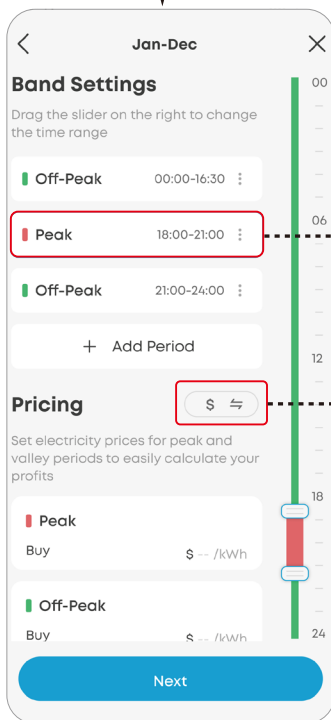 Jan-Dec
Band Settings
Drag the slider on the right to change
the time range
Off-Peak 00:00-16:30
Peak 18:00-21:00
Off-Peak 21:00-24:00
+ Add Period
Pricing
$ ⇋
Set electricity prices for peak and
valley periods to easily calculate your
profits
Peak
Buy $ -- /kWh
Off-Peak
Buy $ -- /kWh
Next
00
06
12
18
24